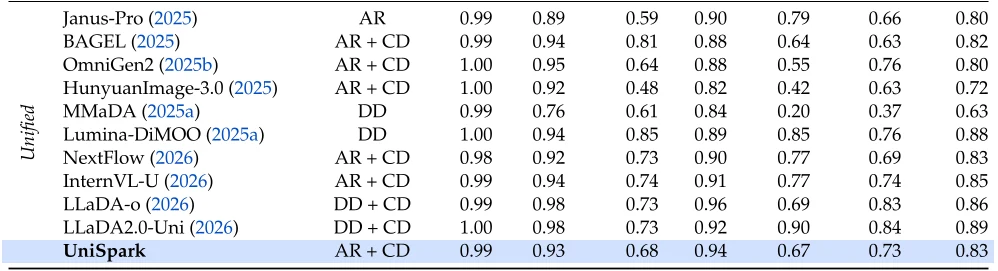 Janus-Pro (2025) AR 0.99 0.89 0.59 0.90 0.79 0.66 0.80
BAGEL (2025) AR + CD 0.99 0.94 0.81 0.88 0.64 0.63 0.82
OmniGen2 (2025b) AR + CD 1.00 0.95 0.64 0.88 0.55 0.76 0.80
HunyuanImage-3.0 (2025) AR + CD 1.00 0.92 0.48 0.82 0.42 0.63 0.72
MMaDA (2025a) DD 0.99 0.76 0.61 0.84 0.20 0.37 0.63
Unified
Lumina-DiMOO (2025a) DD 1.00 0.94 0.85 0.89 0.85 0.76 0.88
NextFlow (2026) AR + CD 0.98 0.92 0.73 0.90 0.77 0.69 0.83
InternVL-U (2026) AR + CD 0.99 0.94 0.74 0.91 0.77 0.74 0.85
LLaDA-o (2026) DD + CD 0.99 0.98 0.73 0.96 0.69 0.83 0.86
LLaDA2.0-Uni (2026) DD + CD 1.00 0.98 0.73 0.92 0.90 0.84 0.89
UniSpark AR + CD 0.99 0.93 0.68 0.94 0.67 0.73 0.83